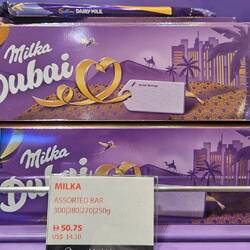 Cadbury DAIRY MILK
Milka
Dubai
Milka
Dubai
MILKA
ASSORTED BAR
300|280|270|250g
50.75
US$ 14.10